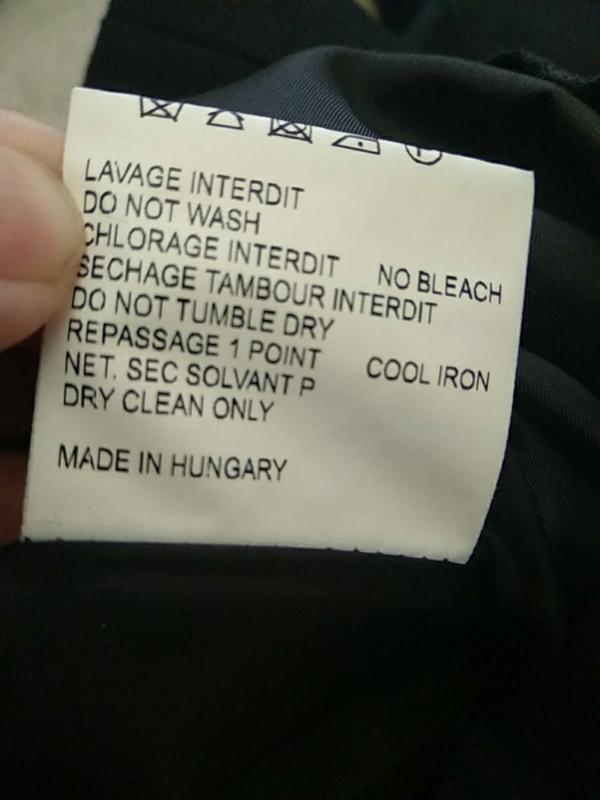 LAVAGE INTERDIT
DO NOT WASH
CHLORAGE INTERDIT NO BLEACH
SECHAGE TAMBOUR INTERDIT
DO NOT TUMBLE DRY
REPASSAGE 1 POINT COOL IRON
NET. SEC SOLVANT P
DRY CLEAN ONLY
MADE IN HUNGARY